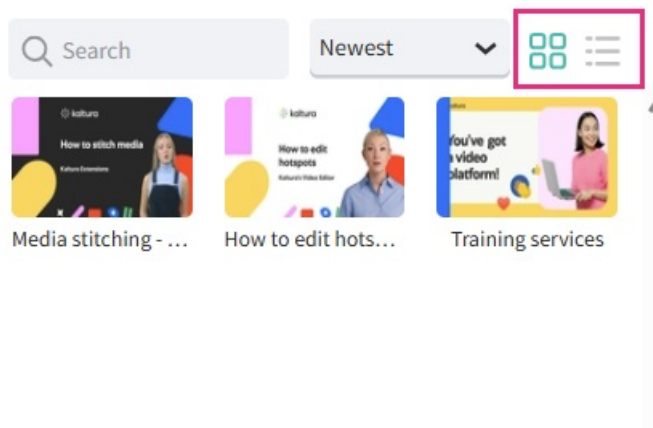 Search
Newest
kaltura
How to stitch media
Kaltura Extensions
kaltura
How to edit
hotspots
Kaltura's Video Editor
You've got
a video
platform!
Media stitching - ...
How to edit hots...
Training services